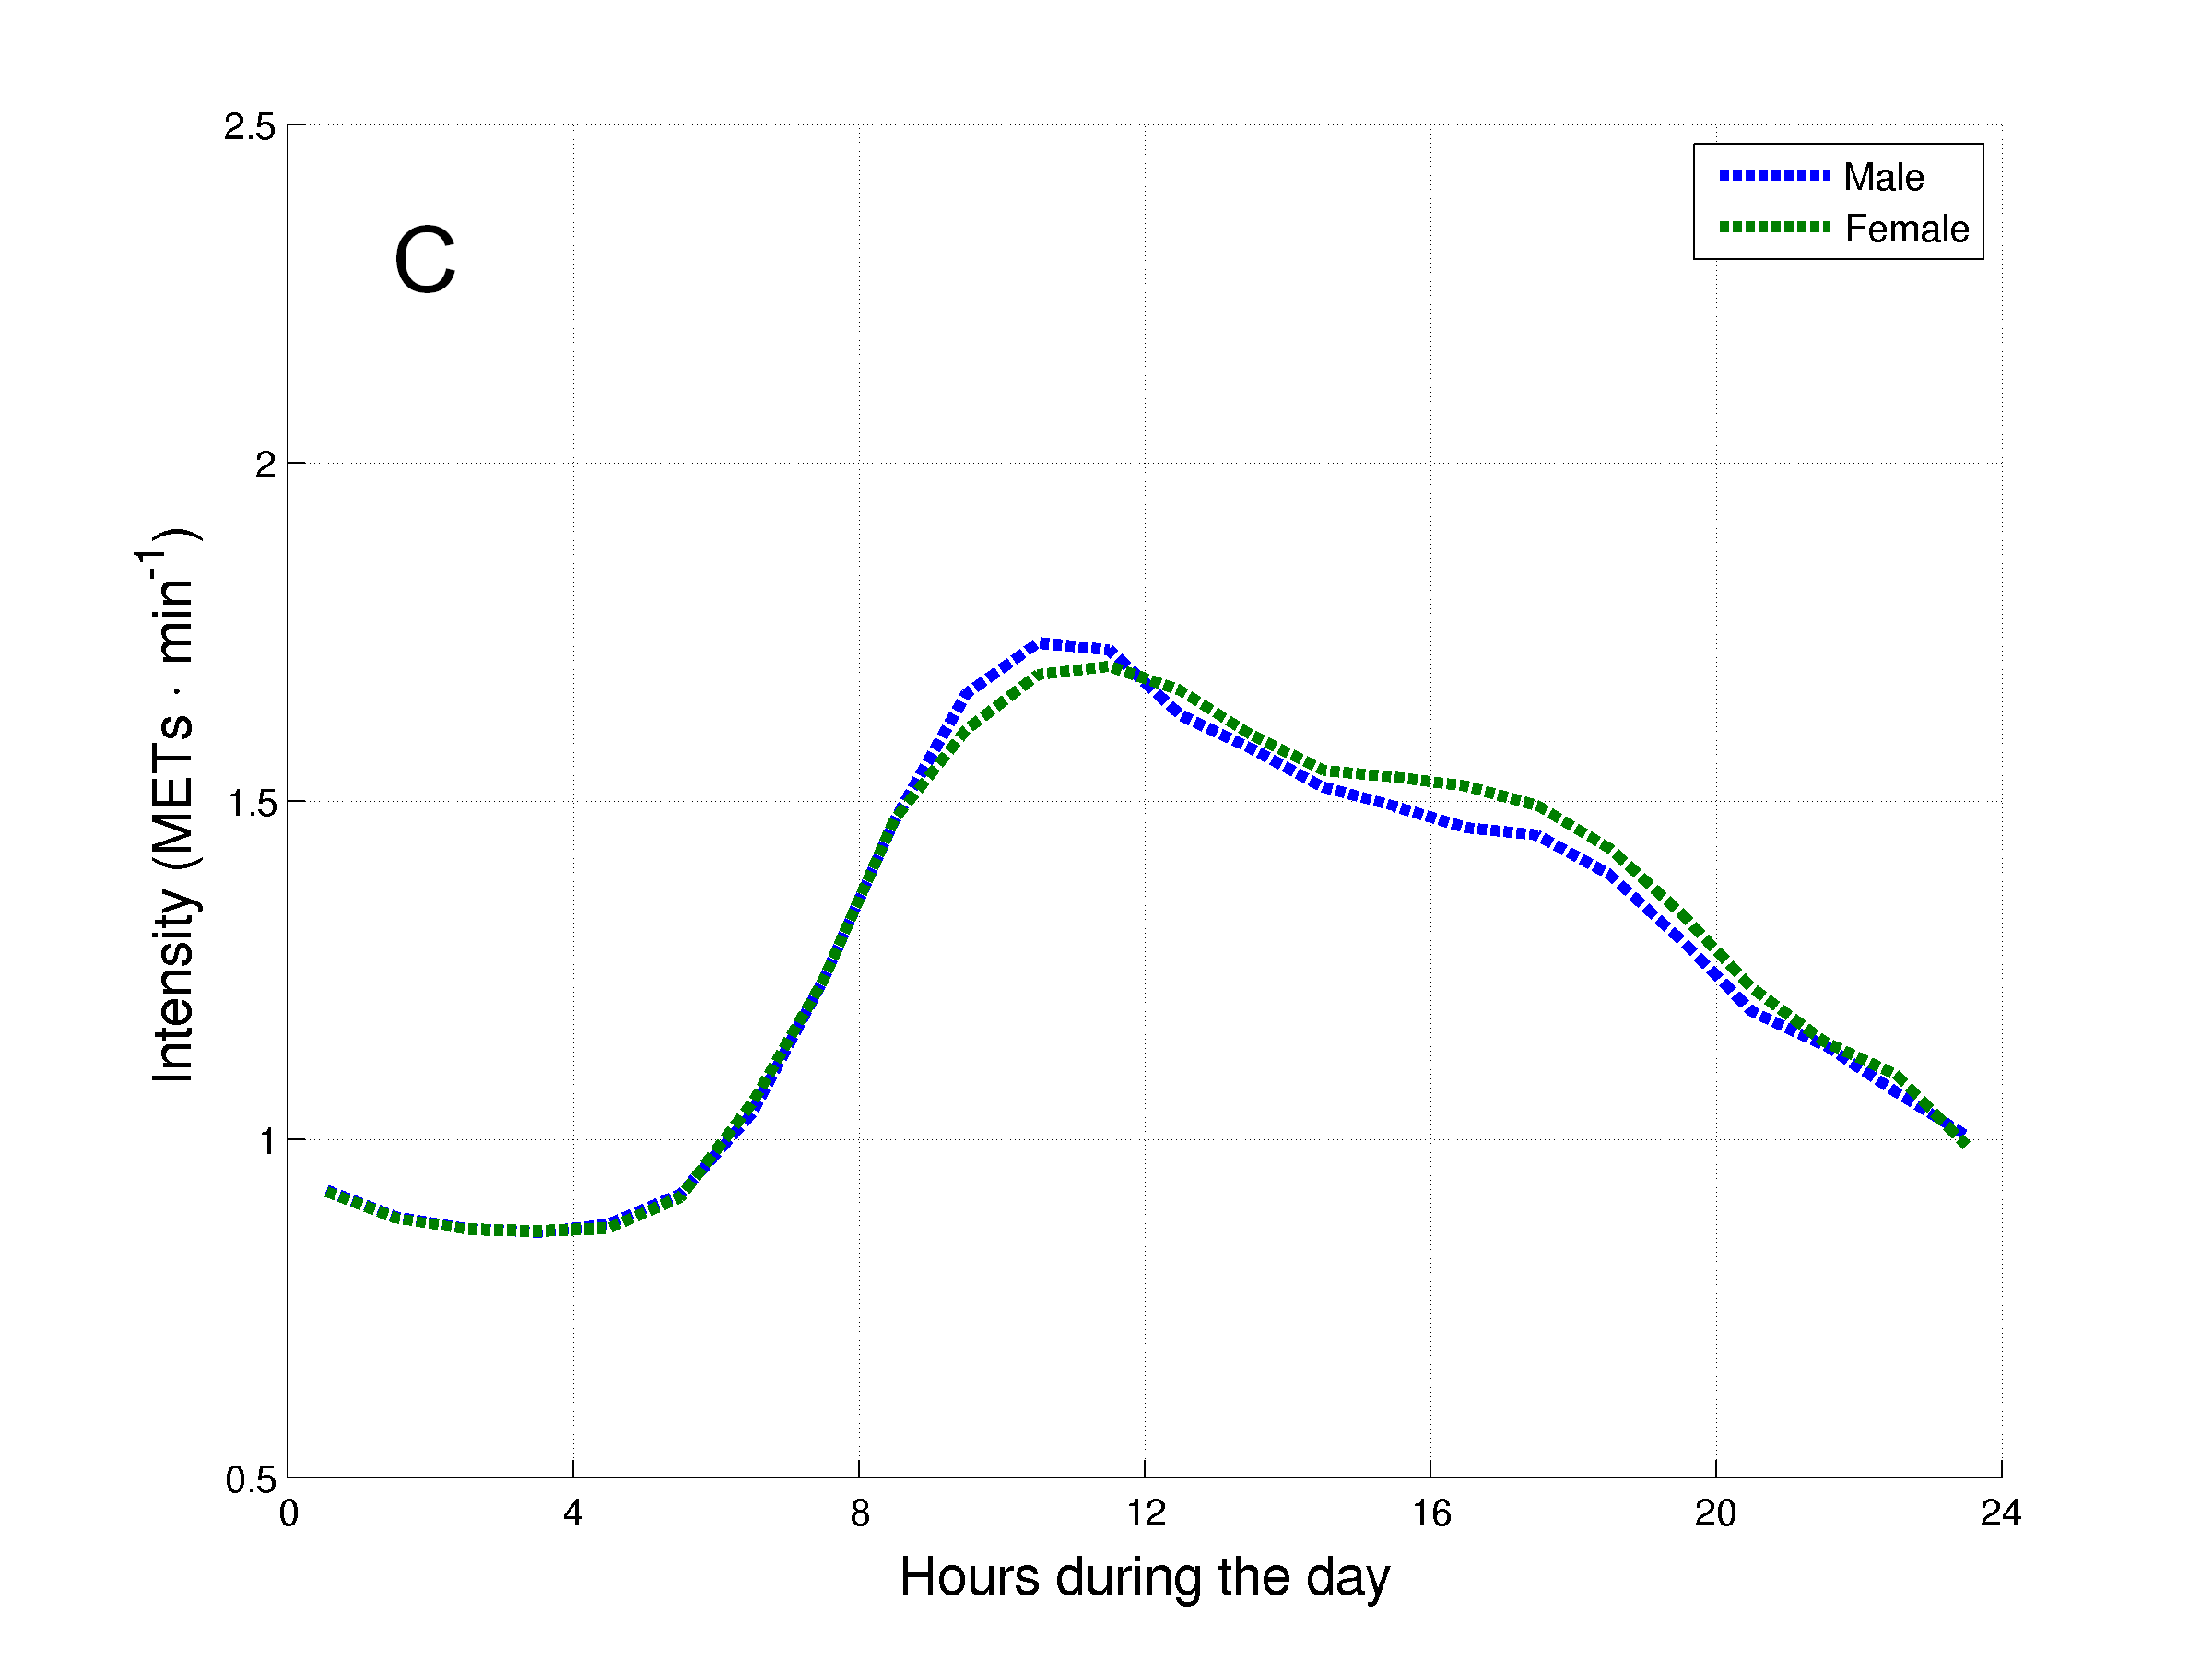 C
Male
Female
2.5
2
1.5
1
0.5
0 4 8 12 16 20 24
Intensity (METs · min⁻¹)
Hours during the day